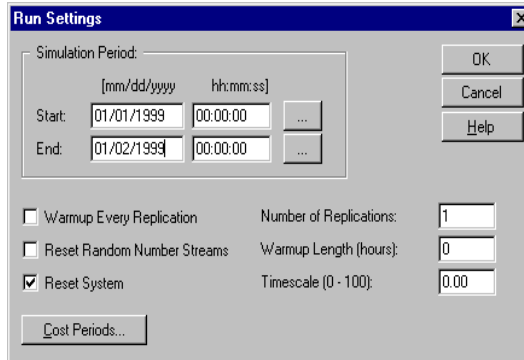 Run Settings
Simulation Period:
[mm/dd/yyyy hh:mm:ss]
Start: 01/01/1999 00:00:00 ...
End: 01/02/1999 00:00:00 ...
OK
Cancel
Help
Warmup Every Replication
Reset Random Number Streams
Reset System
Number of Replications: 1
Warmup Length (hours): 0
Timescale (0 - 100): 0.00
Cost Periods...